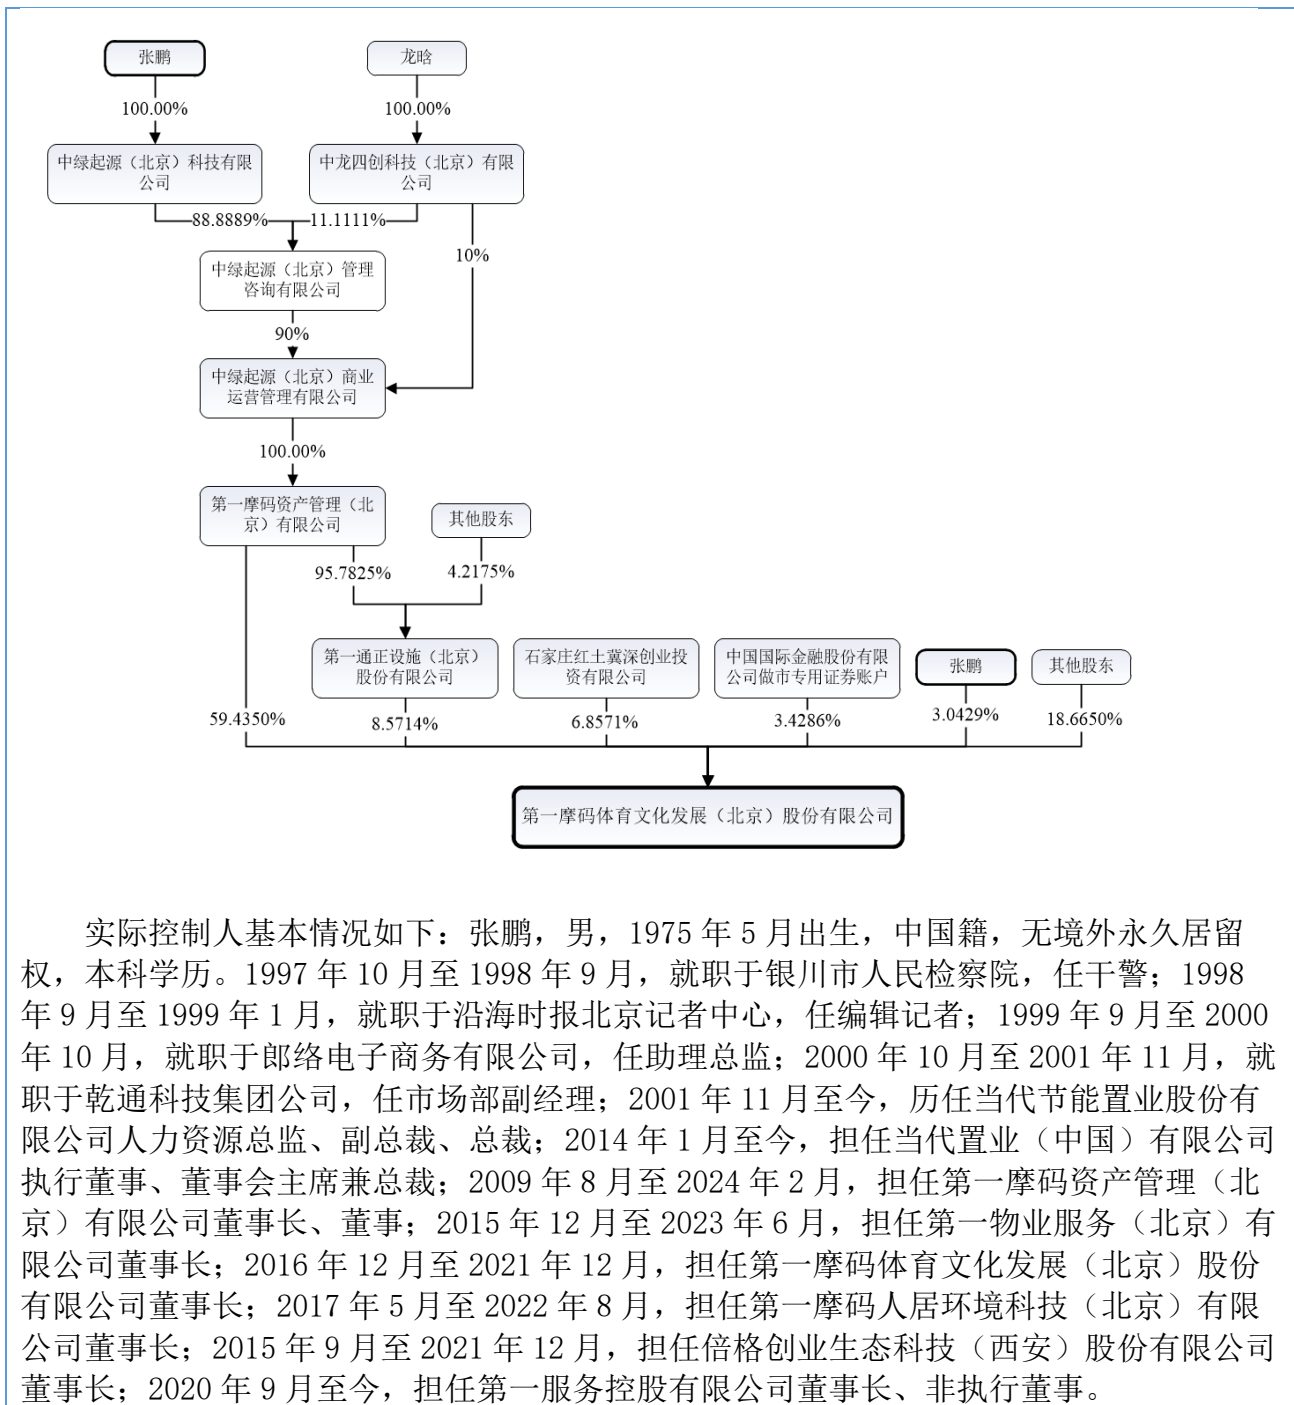 张鹏
龙晗
100.00%
100.00%
中绿起源（北京）科技有限
公司
中龙四创科技（北京）有限
公司
88.8889%
11.1111%
10%
中绿起源（北京）管理
咨询有限公司
90%
中绿起源（北京）商业
运营管理有限公司
100.00%
第一摩码资产管理（北
京）有限公司
其他股东
95.7825%
4.2175%
第一通正设施（北京）
股份有限公司
石家庄红土冀深创业投
资有限公司
中国国际金融股份有限
公司做市专用证券账户
张鹏
其他股东
59.4350%
8.5714%
6.8571%
3.4286%
3.0429%
18.6650%
第一摩码体育文化发展（北京）股份有限公司
实际控制人基本情况如下：张鹏，男，1975 年 5 月出生，中国籍，无境外永久居留
权，本科学历。1997 年 10 月至 1998 年 9 月，就职于银川市人民检察院，任干警；1998
年 9 月至 1999 年 1 月，就职于沿海时报北京记者中心，任编辑记者；1999 年 9 月至 2000
年 10 月，就职于郎络电子商务有限公司，任助理总监；2000 年 10 月至 2001 年 11 月，就
职于乾通科技集团公司，任市场部副经理；2001 年 11 月至今，历任当代节能置业股份有
限公司人力资源总监、副总裁、总裁；2014 年 1 月至今，担任当代置业（中国）有限公司
执行董事、董事会主席兼总裁；2009 年 8 月至 2024 年 2 月，担任第一摩码资产管理（北
京）有限公司董事长、董事；2015 年 12 月至 2023 年 6 月，担任第一物业服务（北京）有
限公司董事长；2016 年 12 月至 2021 年 12 月，担任第一摩码体育文化发展（北京）股份
有限公司董事长；2017 年 5 月至 2022 年 8 月，担任第一摩码人居环境科技（北京）有限
公司董事长；2015 年 9 月至 2021 年 12 月，担任倍格创业生态科技（西安）股份有限公司
董事长；2020 年 9 月至今，担任第一服务控股有限公司董事长、非执行董事。